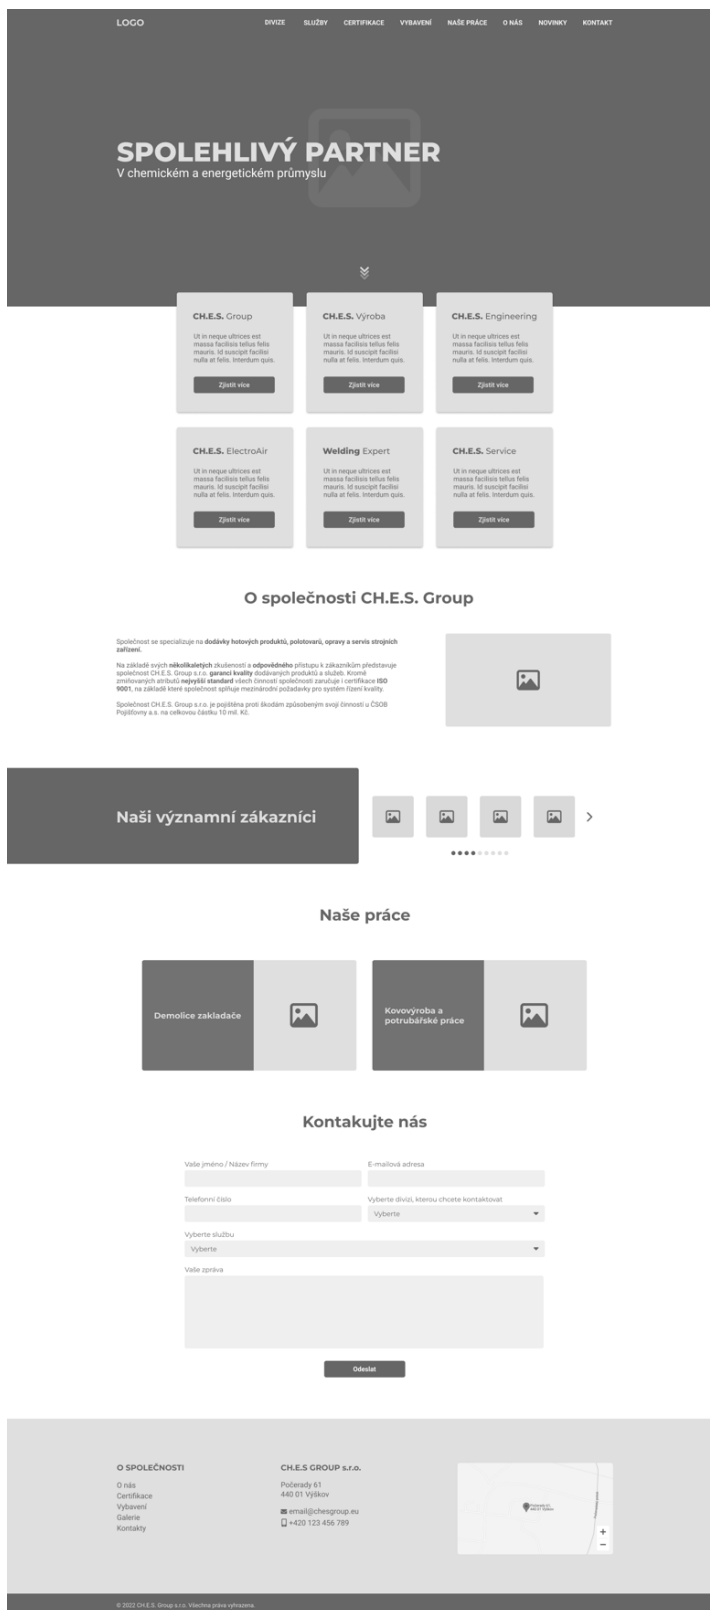 LOGO
DIVIZE SLUŽBY CERTIFIKACE VYBAVENÍ NAŠE PRÁCE O NÁS NOVINKY KONTAKT
SPOLEHLIVÝ PARTNER
V chemickém a energetickém průmyslu
CH.E.S. Group
Ut in neque ultrices est
massa facilisis tellus felis
mauris. Id suscipit facilisi
nulla at felis. Interdum quis.
Zjistit více
CH.E.S. Výroba
Ut in neque ultrices est
massa facilisis tellus felis
mauris. Id suscipit facilisi
nulla at felis. Interdum quis.
Zjistit více
CH.E.S. Engineering
Ut in neque ultrices est
massa facilisis tellus felis
mauris. Id suscipit facilisi
nulla at felis. Interdum quis.
Zjistit více
CH.E.S. ElectroAir
Ut in neque ultrices est
massa facilisis tellus felis
mauris. Id suscipit facilisi
nulla at felis. Interdum quis.
Zjistit více
Welding Expert
Ut in neque ultrices est
massa facilisis tellus felis
mauris. Id suscipit facilisi
nulla at felis. Interdum quis.
Zjistit více
CH.E.S. Service
Ut in neque ultrices est
massa facilisis tellus felis
mauris. Id suscipit facilisi
nulla at felis. Interdum quis.
Zjistit více
O společnosti CH.E.S. Group
Společnost se specializuje na dodávky hotových produktů, polotovarů, opravy a servis strojních
zařízení.
Na základě svých několikaletých zkušeností a odpovědného přístupu k zákazníkům představuje
společnost CH.E.S. Group s.r.o. garanci kvality dodávaných produktů a služeb. Kromě
zmiňovaných atributů nejvyšší standard všech činností společnosti zaručuje i certifikace ISO
9001, na základě které společnost splňuje mezinárodní požadavky pro systém řízení kvality.
Společnost CH.E.S. Group s.r.o. je pojištěna proti škodám způsobeným svojí činností u ČSOB
Pojišťovny a.s. na celkovou částku 10 mil. Kč.
Naši významní zákazníci
Naše práce
Demolice zakladače
Kovovýroba a
potrubářské práce
Kontakujte nás
Vaše jméno / Název firmy
E-mailová adresa
Telefonní číslo
Vyberte divizi, kterou chcete kontaktovat
Vyberte
Vyberte službu
Vyberte
Vaše zpráva
Odeslat
O SPOLEČNOSTI
O nás
Certifikace
Vybavení
Galerie
Kontakty
CH.E.S GROUP s.r.o.
Počerady 61
440 01 Výškov
email@chesgroup.eu
+420 123 456 789
Počerady 61
440 01 Výškov
+
−
© 2022 CH.E.S. Group s.r.o. Všechna práva vyhrazena.